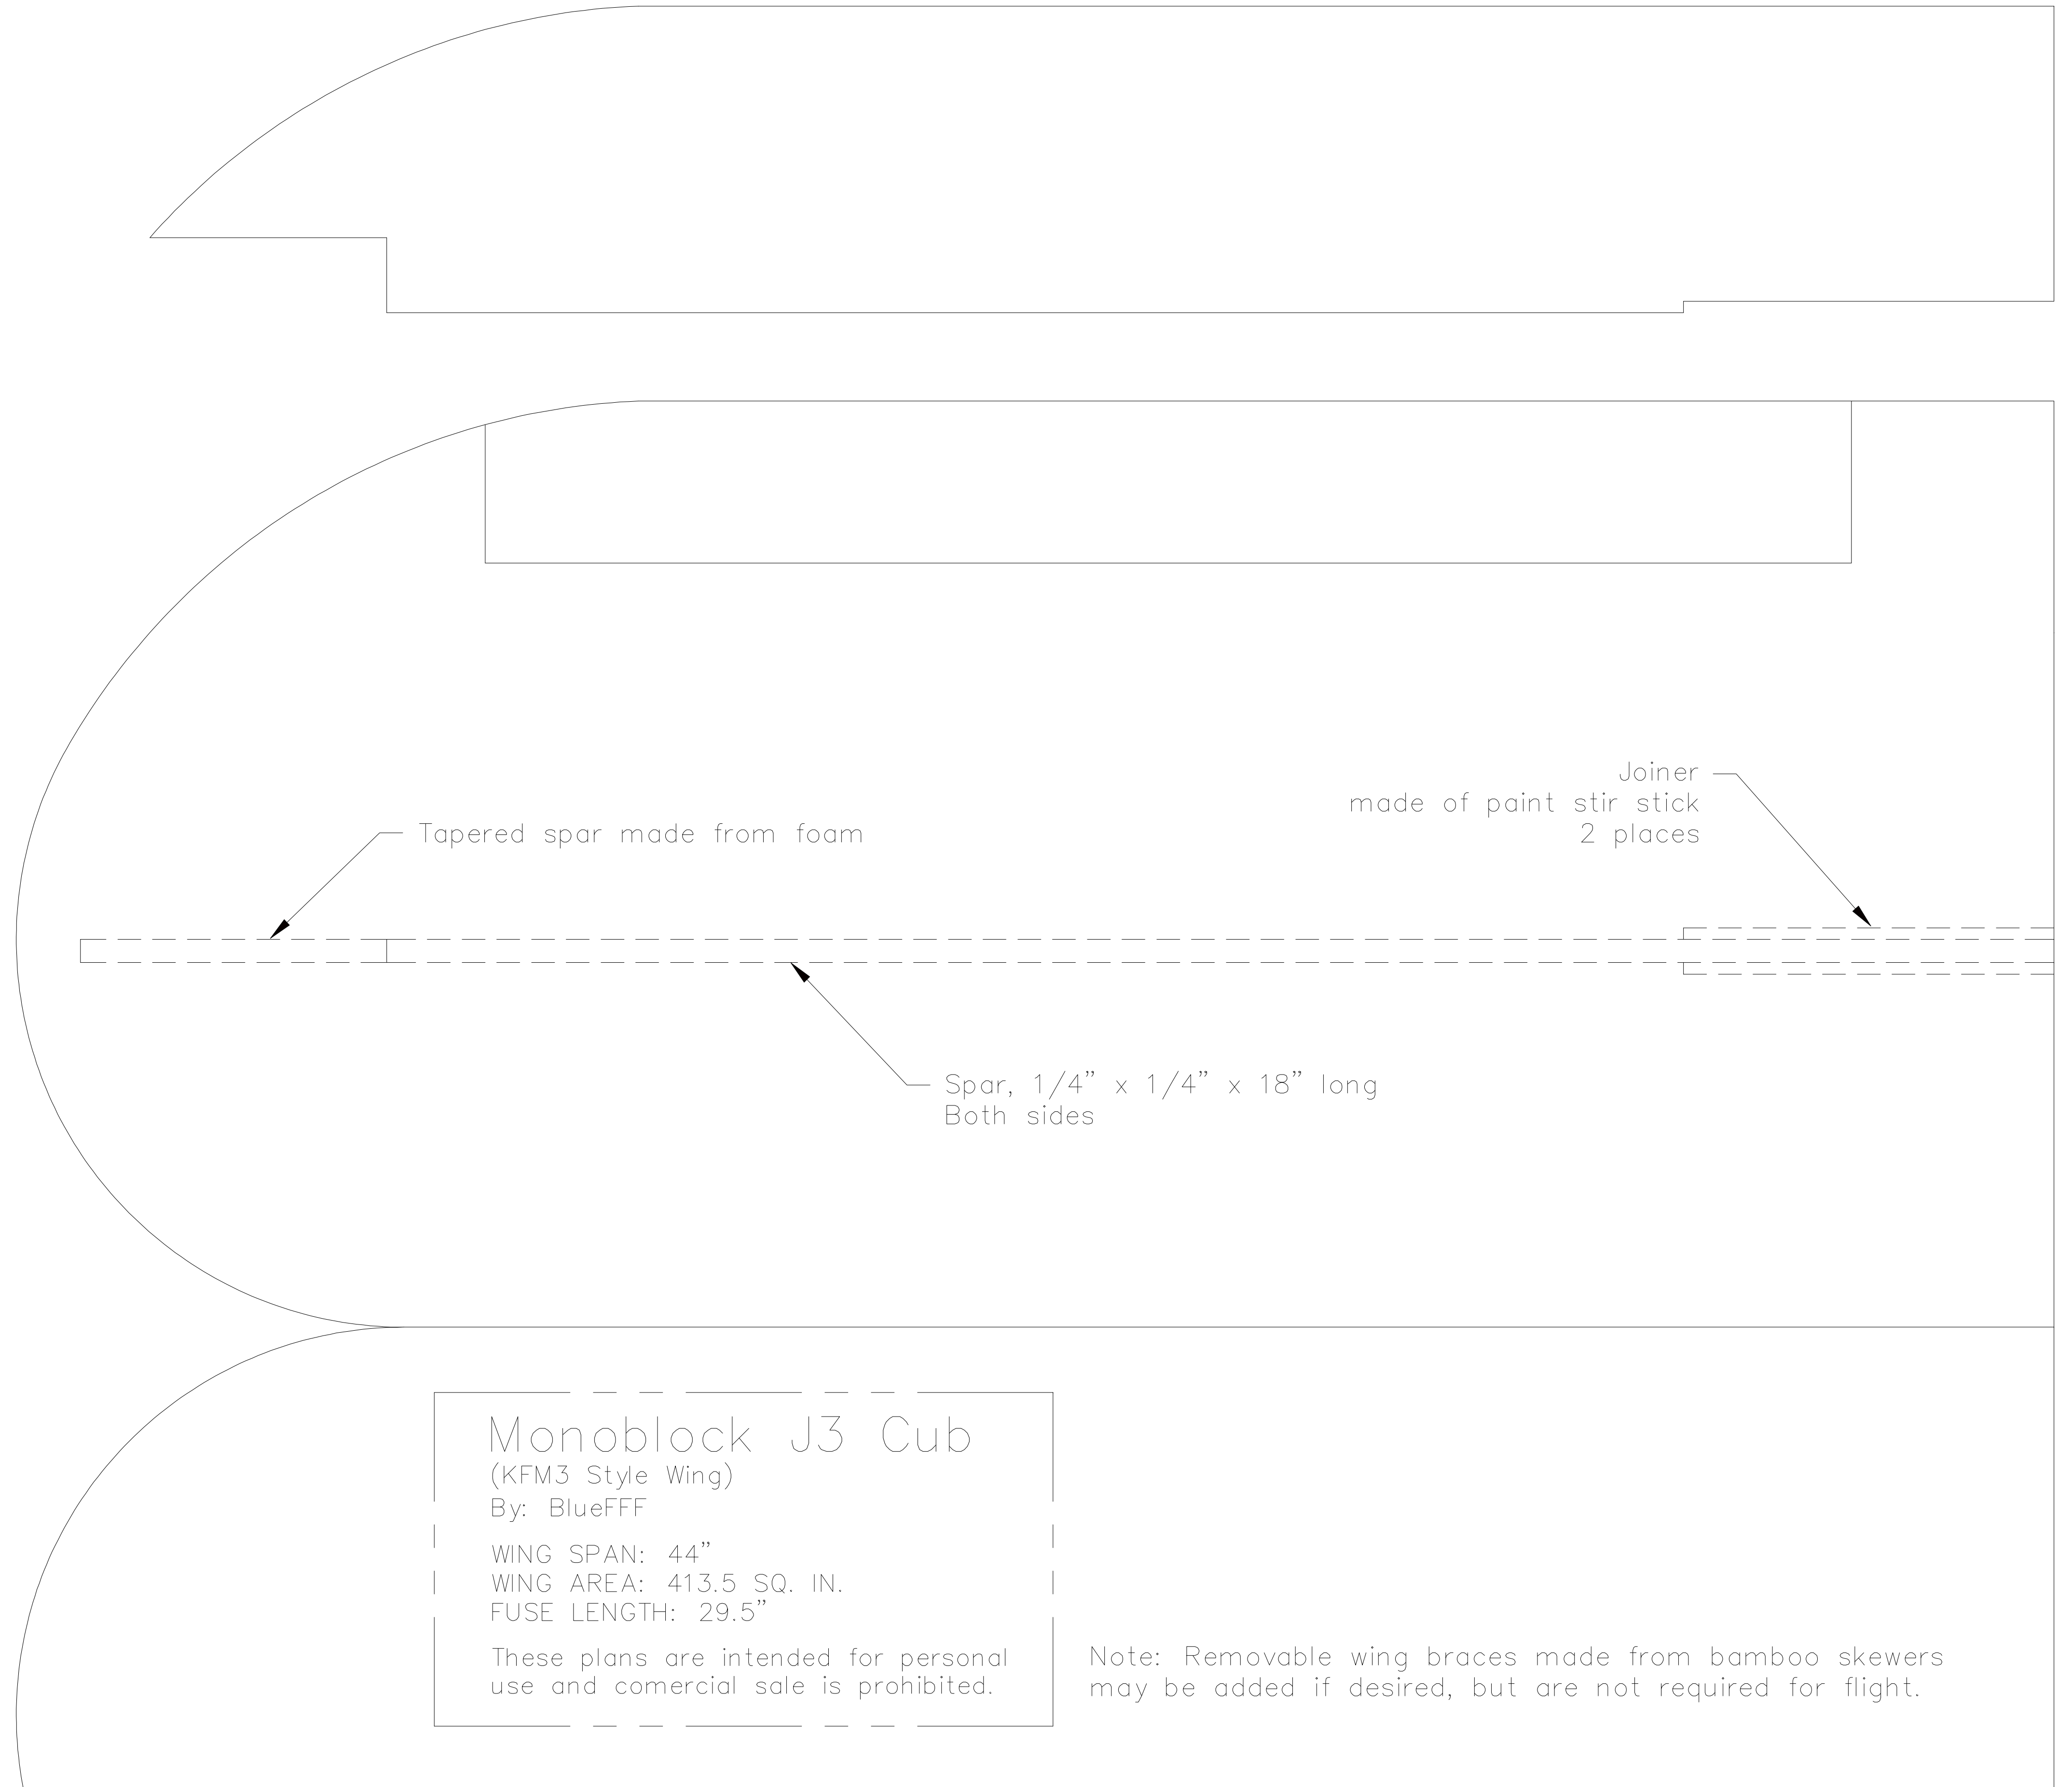 Joiner
made of paint stir stick
2 places
Tapered spar made from foam
Spar, 1/4” x 1/4” x 18” long
Both sides
Monoblock J3 Cub
(KFM3 Style Wing)
By: BlueFFF
WING SPAN: 44”
WING AREA: 413.5 SQ. IN.
FUSE LENGTH: 29.5”
These plans are intended for personal
use and comercial sale is prohibited.
Note: Removable wing braces made from bamboo skewers
may be added if desired, but are not required for flight.